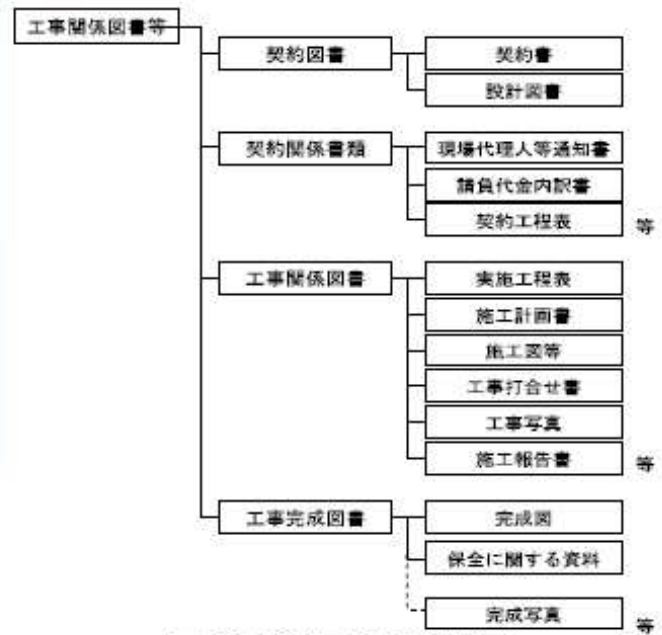 工事関係図書等
契約図書
契約書
設計図書
契約関係書類
現場代理人等通知書
請負代金内訳書
契約工程表
等
工事関係図書
実施工程表
施工計画書
施工図等
工事打合せ書
工事写真
施工報告書
等
工事完成図書
完成図
保全に関する資料
完成写真
等